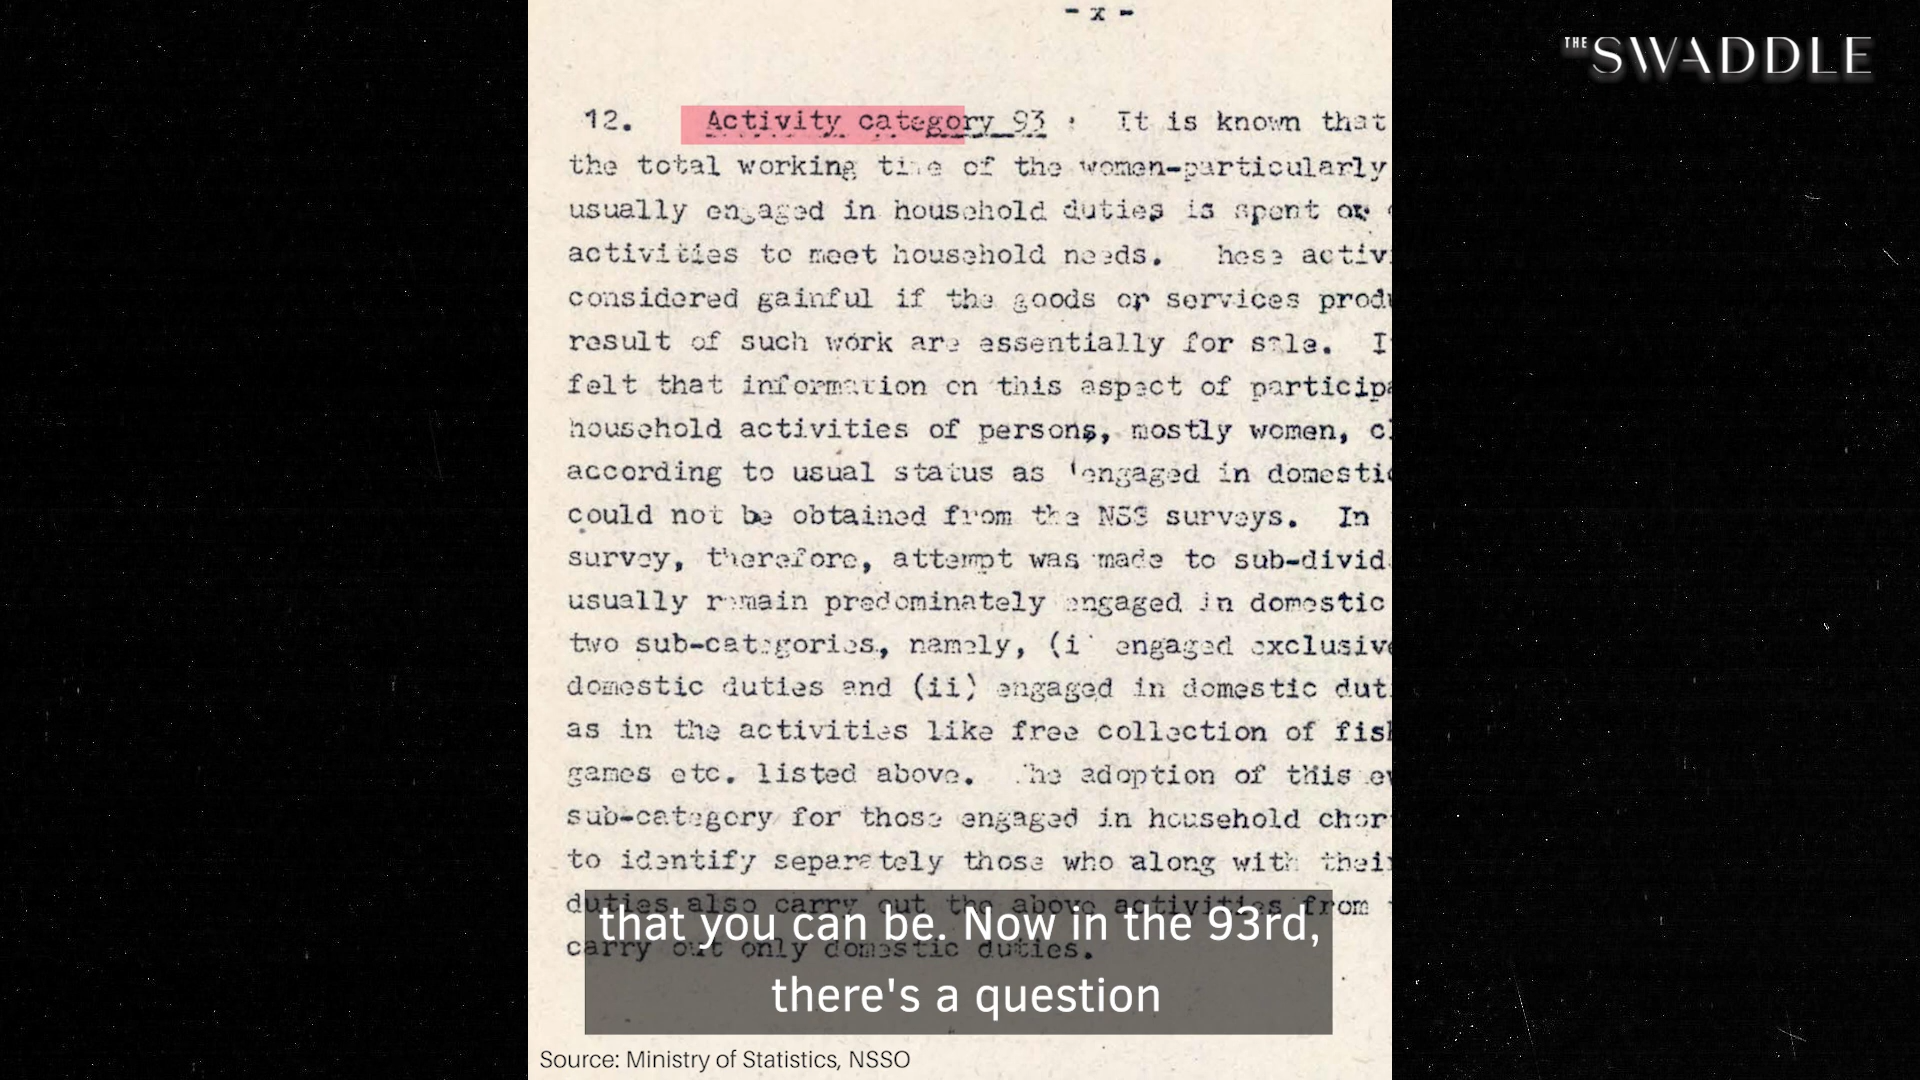 - x -
THE SWADDLE
12. Activity category 93 : It is known that
the total working time of the women-particularly
usually engaged in household duties is spent on
activities to meet household needs. hese activ
considered gainful if the goods or services produ
result of such work are essentially for sale. I
felt that information on this aspect of participa
household activities of persons, mostly women, cl
according to usual status as 'engaged in domestic
could not be obtained from the NSS surveys. In
survey, therefore, attempt was made to sub-divid
usually remain predominately engaged in domestic
two sub-categories, namely, (i engaged exclusive
domestic duties and (ii) engaged in domestic dut
as in the activities like free collection of fish
games etc. listed above. he adoption of this
sub-category for those engaged in household chor
to identify separately those who along with their
duties also carry out the above activities from
carry out only domestic duties.
that you can be. Now in the 93rd,
there's a question
Source: Ministry of Statistics, NSSO